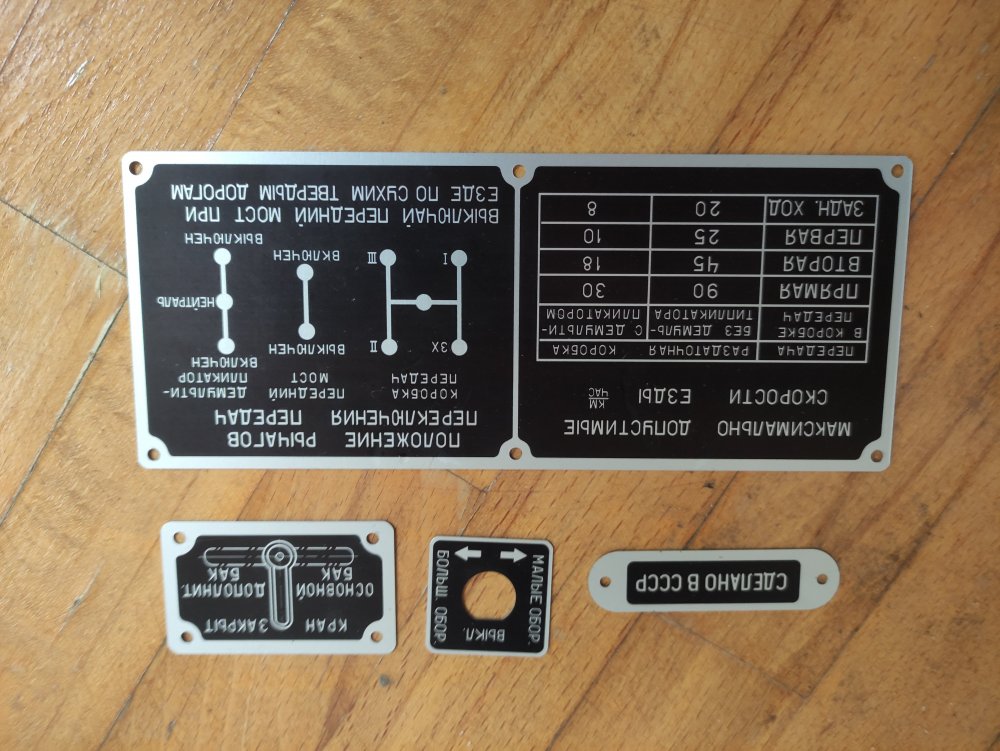 СДЕЛАНО В СССР
ВЫКЛ.
МАЛЫЕ ОБОР.
БОЛЬШ. ОБОР.
КРАН ЗАКРЫТ
ОСНОВНОЙ ДОПОЛНИТ.
БАК БАК
МАКСИМАЛЬНО ДОПУСТИМЫЕ
СКОРОСТИ ЕЗДЫ КМ/ЧАС
ПЕРЕДАЧА РАЗДАТОЧНАЯ КОРОБКА
В КОРОБКЕ БЕЗ ДЕМУЛЬ- С ДЕМУЛЬТИ-
ПЕРЕДАЧ ТИПЛИКАТОРА ПЛИКАТОРОМ
ПРЯМАЯ 90 30
ВТОРАЯ 45 18
ПЕРВАЯ 25 10
ЗАДН. ХОД 20 8
ПОЛОЖЕНИЕ РЫЧАГОВ
ПЕРЕКЛЮЧЕНИЯ ПЕРЕДАЧ
КОРОБКА ПЕРЕДНИЙ ДЕМУЛЬТИ-
ПЕРЕДАЧ МОСТ ПЛИКАТОР
ЗХ II ВЫКЛЮЧЕН ВКЛЮЧЕН
НЕЙТРАЛЬ
I III ВКЛЮЧЕН ВЫКЛЮЧЕН
ВЫКЛЮЧАЙ ПЕРЕДНИЙ МОСТ ПРИ
ЕЗДЕ ПО СУХИМ ТВЕРДЫМ ДОРОГАМ